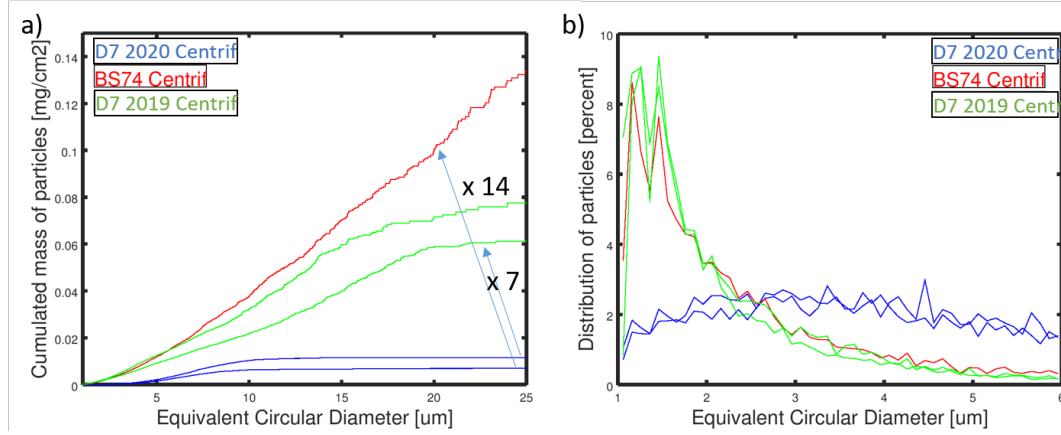 a)
D7 2020 Centrif
BS74 Centrif
D7 2019 Centrif
x 14
x 7
Cumulated mass of particles [mg/cm2]
0.14
0.12
0.1
0.08
0.06
0.04
0.02
0
5
10
15
20
25
Equivalent Circular Diameter [um]
b)
D7 2020 Centri
BS74 Centrif
D7 2019 Centr
Distribution of particles [percent]
10
8
6
4
2
0
1
2
3
4
5
6
Equivalent Circular Diameter [um]